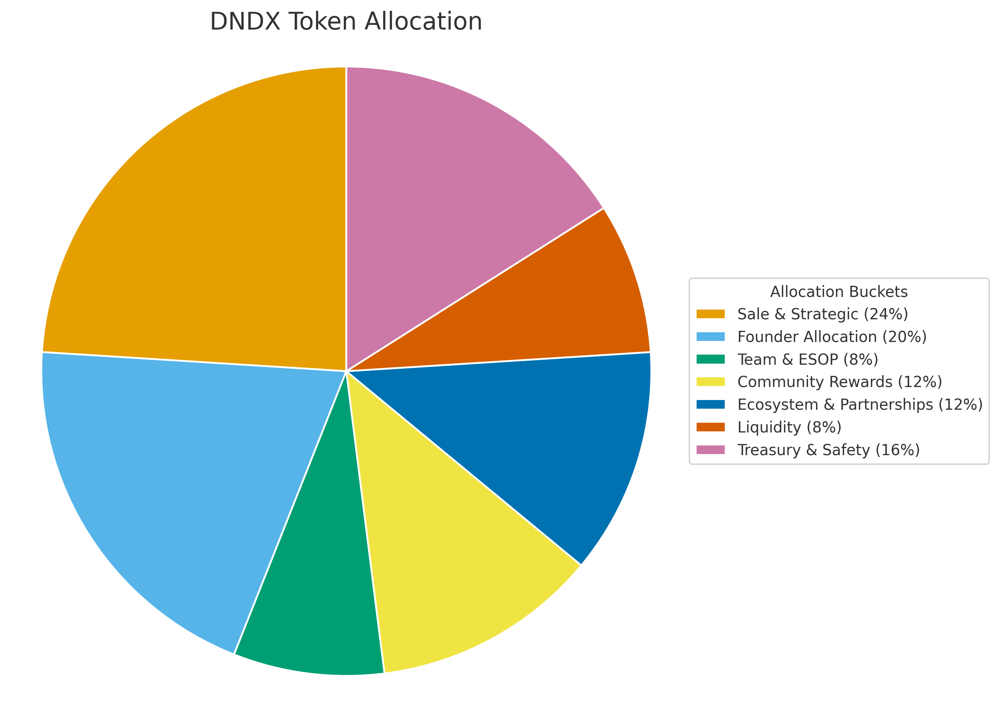 DNDX Token Allocation
Allocation Buckets
Sale & Strategic (24%)
Founder Allocation (20%)
Team & ESOP (8%)
Community Rewards (12%)
Ecosystem & Partnerships (12%)
Liquidity (8%)
Treasury & Safety (16%)